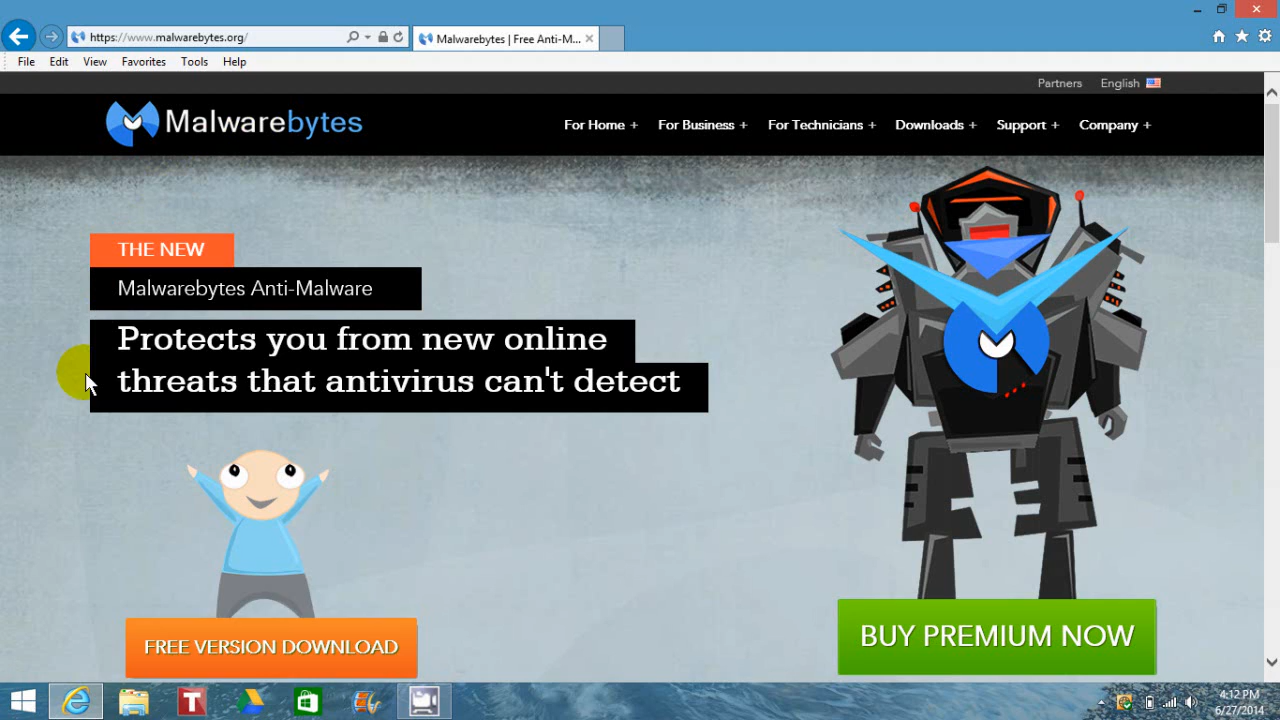 https://www.malwarebytes.org/
Malwarebytes | Free Anti-M...
File Edit View Favorites Tools Help
Partners English
Malwarebytes
For Home + For Business + For Technicians + Downloads + Support + Company +
THE NEW
Malwarebytes Anti-Malware
Protects you from new online
threats that antivirus can't detect
FREE VERSION DOWNLOAD
BUY PREMIUM NOW
T
4:12 PM
6/27/2014